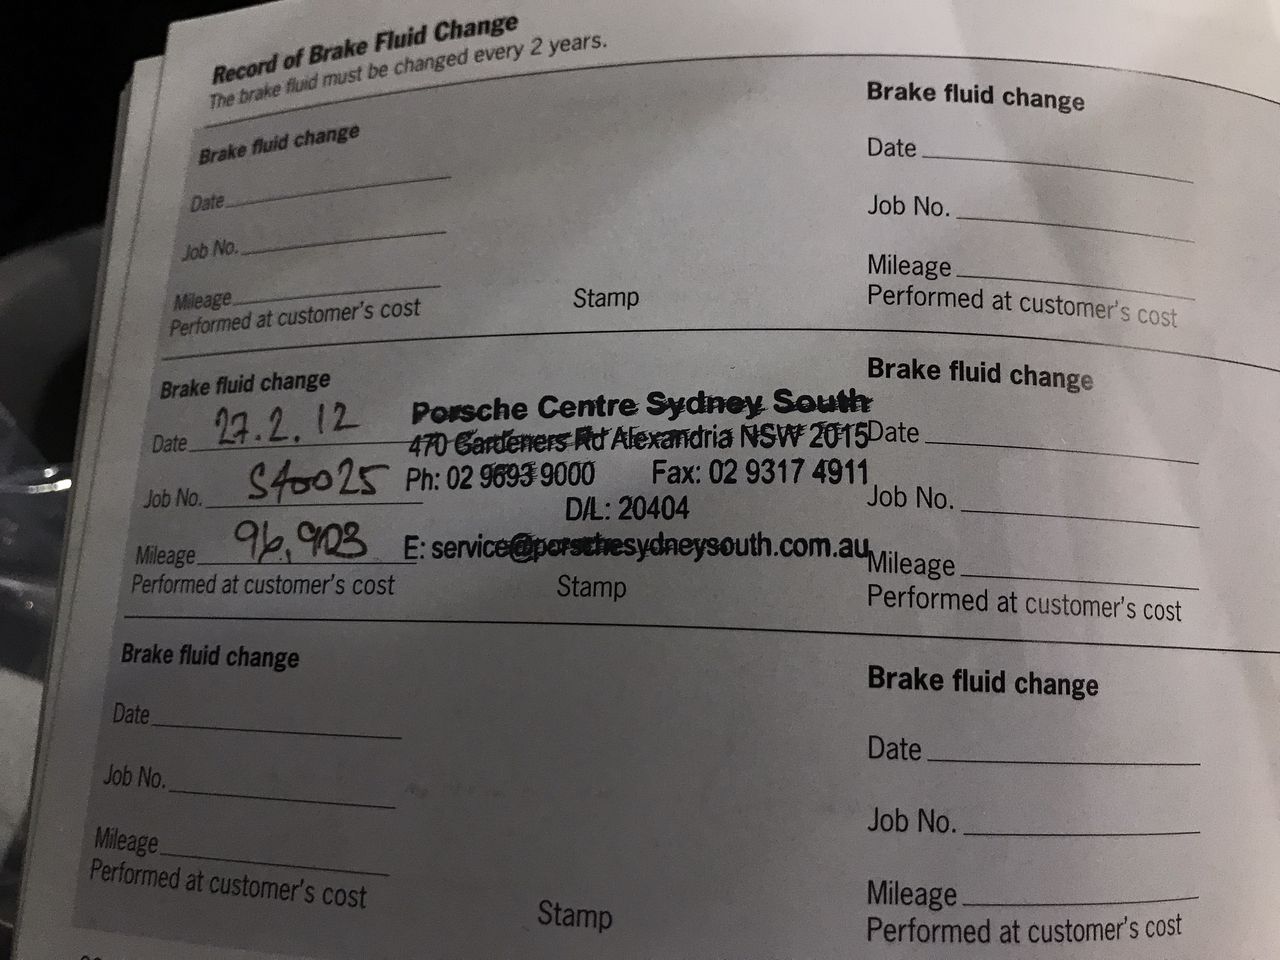 Record of Brake Fluid Change
The brake fluid must be changed every 2 years.
Brake fluid change
Date
Job No.
Mileage
Performed at customer's cost
Stamp
Brake fluid change
Date
Job No.
Mileage
Performed at customer's cost
Brake fluid change
Date 27.2.12
Job No. S40025
Mileage 96,903
Performed at customer's cost
Porsche Centre Sydney South
470 Gardeners Rd Alexandria NSW 2015
Ph: 02 9693 9000 Fax: 02 9317 4911
D/L: 20404
E: service@porschesydneysouth.com.au
Stamp
Brake fluid change
Date
Job No.
Mileage
Performed at customer's cost
Brake fluid change
Date
Job No.
Mileage
Performed at customer's cost
Stamp
Brake fluid change
Date
Job No.
Mileage
Performed at customer's cost